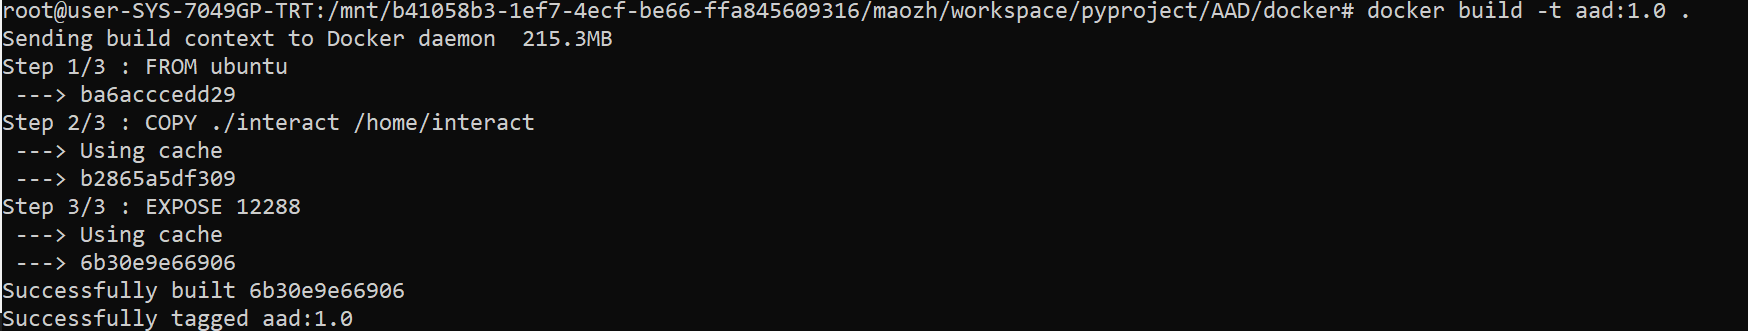 root@user-SYS-7049GP-TRT:/mnt/b41058b3-1ef7-4ecf-be66-ffa845609316/maozh/workspace/pyproject/AAD/docker# docker build -t aad:1.0 .
Sending build context to Docker daemon  215.3MB
Step 1/3 : FROM ubuntu
 ---> ba6acccedd29
Step 2/3 : COPY ./interact /home/interact
 ---> Using cache
 ---> b2865a5df309
Step 3/3 : EXPOSE 12288
 ---> Using cache
 ---> 6b30e9e66906
Successfully built 6b30e9e66906
Successfully tagged aad:1.0